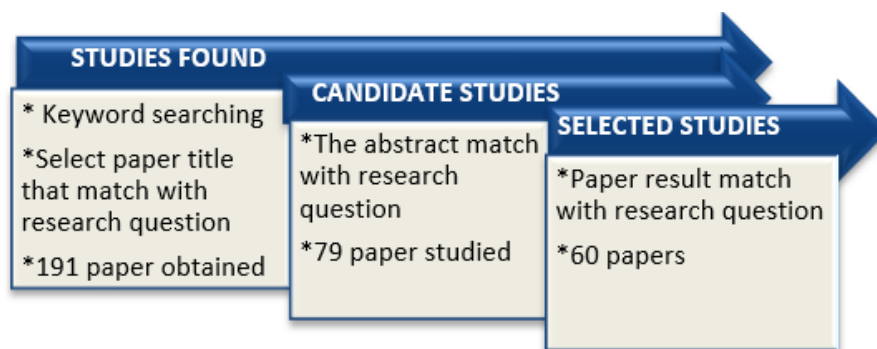 STUDIES FOUND
* Keyword searching
*Select paper title
that match with
research question
*191 paper obtained
CANDIDATE STUDIES
*The abstract match
with research
question
*79 paper studied
SELECTED STUDIES
*Paper result match
with research question
*60 papers